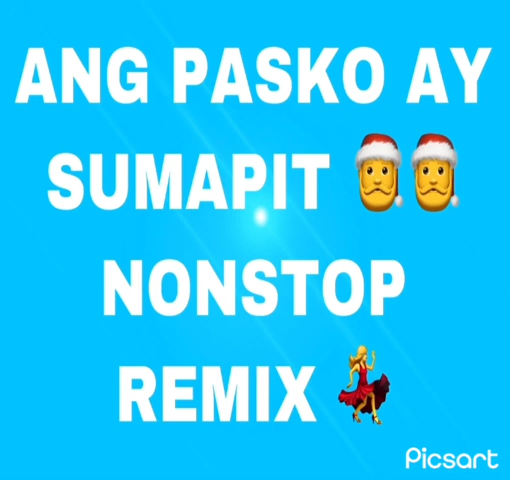 ANG PASKO AY
SUMAPIT 🎅🎅
NONSTOP
REMIX 💃
Picsart